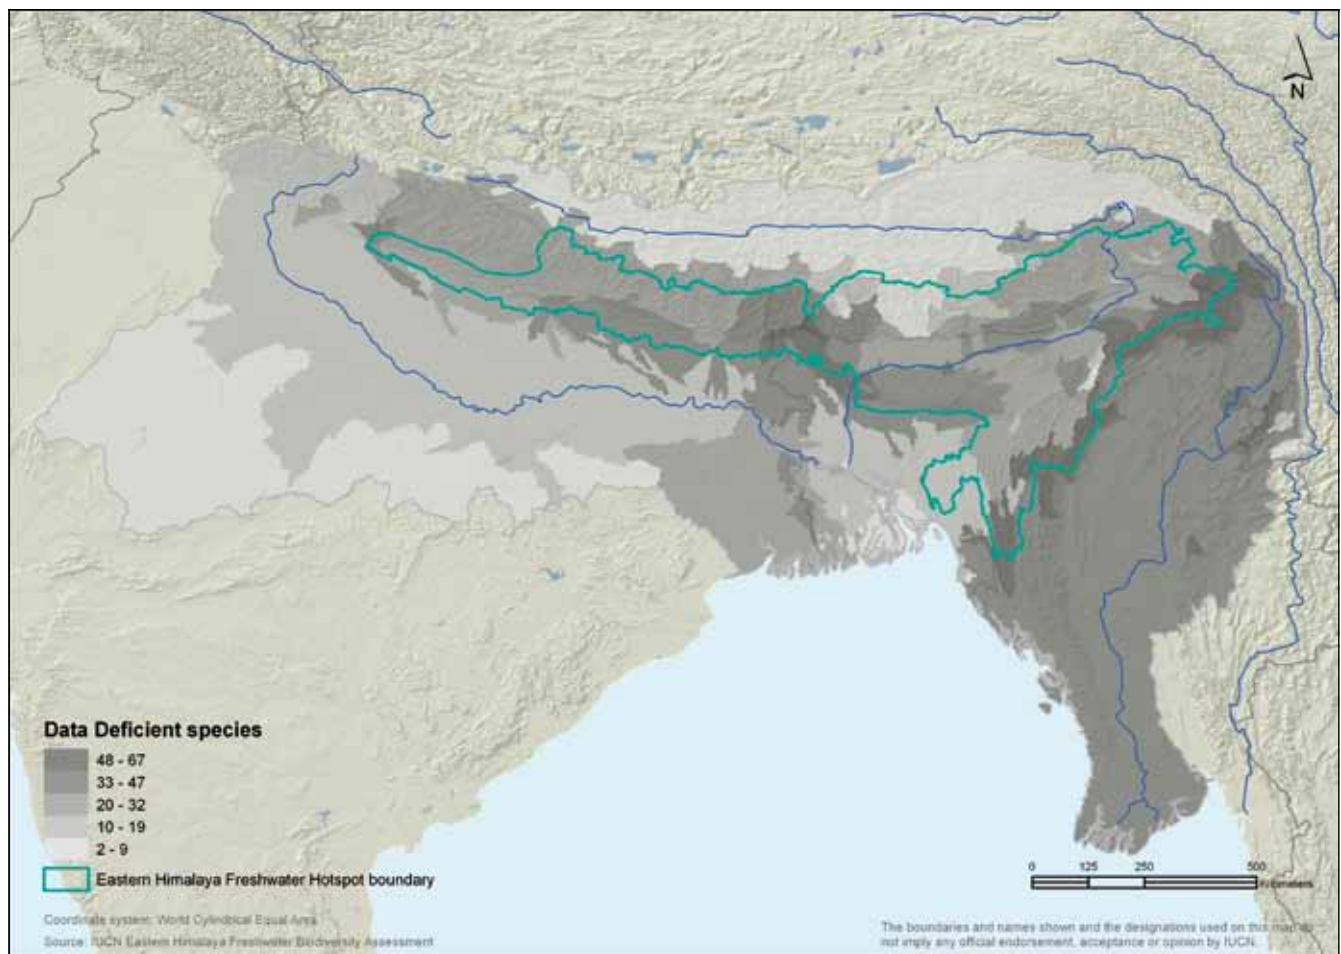 N
Data Deficient species
48 - 67
33 - 47
20 - 32
10 - 19
2 - 9
Eastern Himalaya Freshwater Hotspot boundary
0 125 250 500
Kilometers
Coordinate system: World Cylindrical Equal Area
Source: IUCN Eastern Himalaya Freshwater Biodiversity Assessment
The boundaries and names shown and the designations used on this map do
not imply any official endorsement, acceptance or opinion by IUCN.